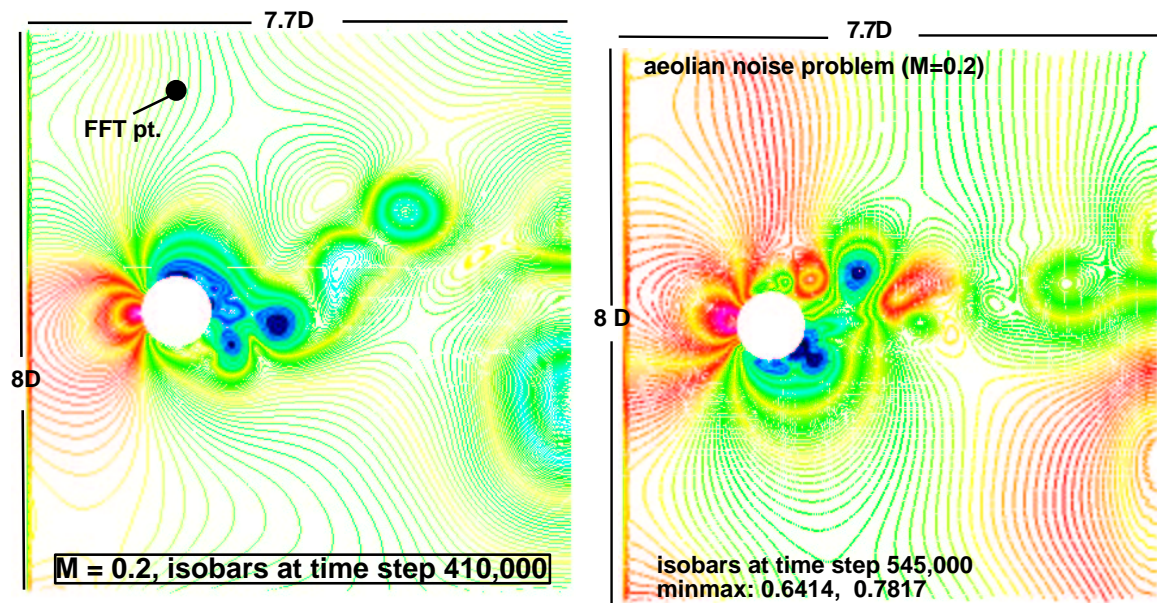 7.7D
FFT pt.
8D
M = 0.2, isobars at time step 410,000
7.7D
aeolian noise problem (M=0.2)
8 D
isobars at time step 545,000
minmax: 0.6414, 0.7817